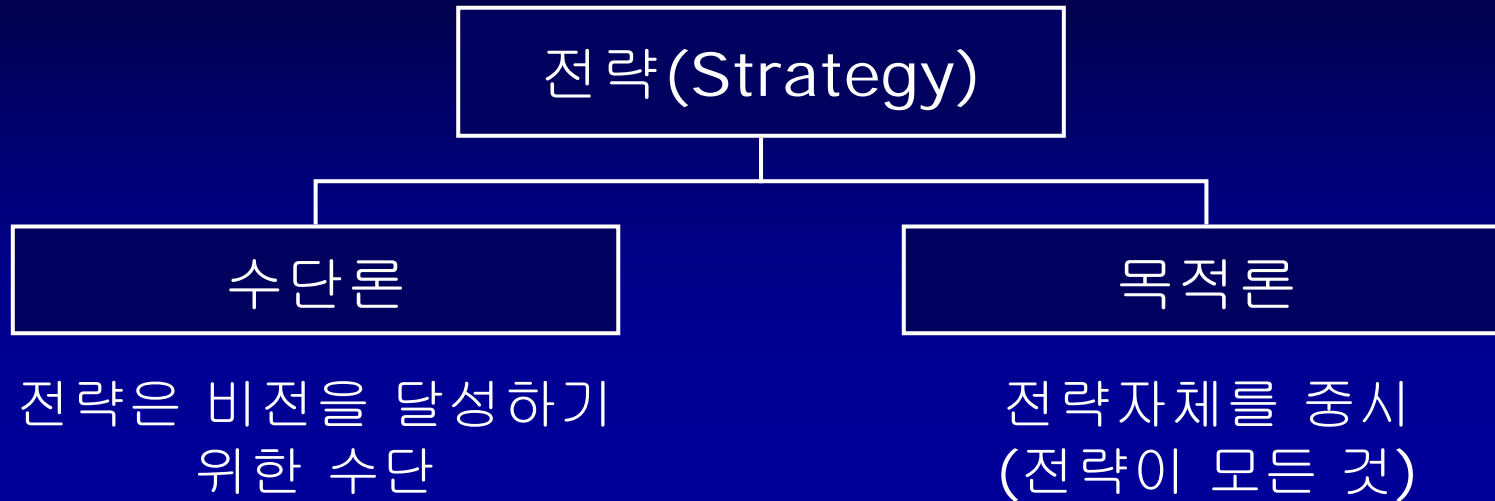 전략(Strategy)
수단론
목적론
전략은 비전을 달성하기
위한 수단
전략자체를 중시
(전략이 모든 것)